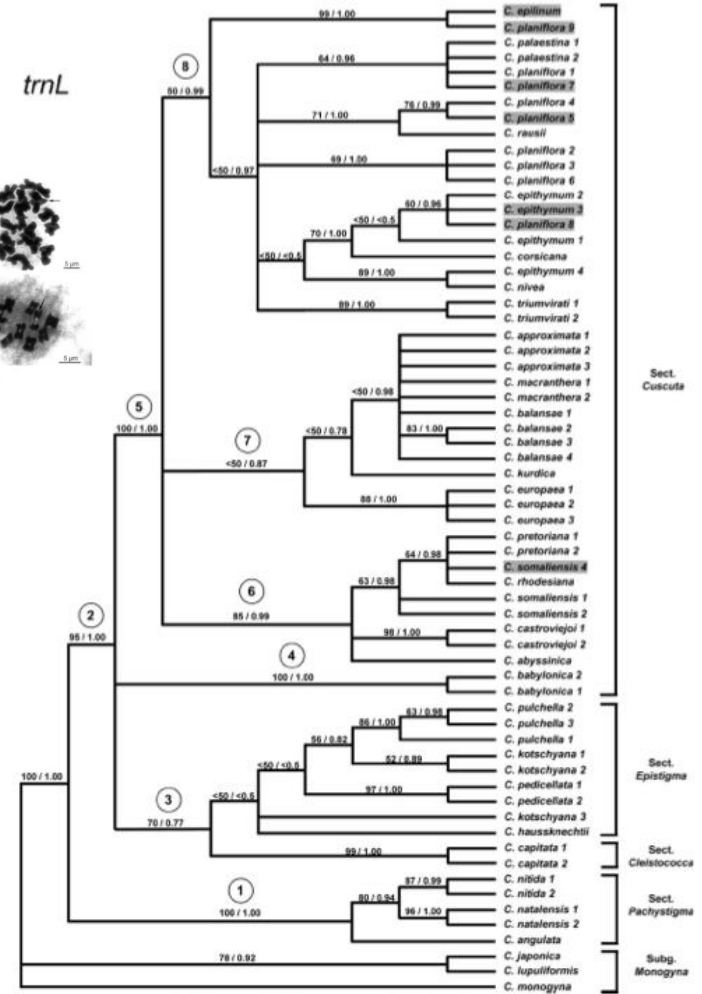 trnL
5 µm
5 µm
99 / 1.00
C. epilinum
C. planiflora 9
8
50 / 0.99
64 / 0.96
C. palaestina 1
C. palaestina 2
C. planiflora 1
C. planiflora 7
<50 / 0.97
71 / 1.00
76 / 0.99
C. planiflora 4
C. planiflora 5
C. rausii
69 / 1.00
C. planiflora 2
C. planiflora 3
C. planiflora 6
<50 / <0.5
70 / 1.00
<50 / <0.5
60 / 0.96
C. epithymum 2
C. epithymum 3
C. planiflora 8
C. epithymum 1
C. corsicana
89 / 1.00
C. epithymum 4
C. nivea
89 / 1.00
C. triumvirati 1
C. triumvirati 2
5
100 / 1.00
7
<50 / 0.87
<50 / 0.78
<50 / 0.98
C. approximata 1
C. approximata 2
C. approximata 3
C. macranthera 1
C. macranthera 2
C. balansae 1
83 / 1.00
C. balansae 2
C. balansae 3
C. balansae 4
C. kurdica
88 / 1.00
C. europaea 1
C. europaea 2
C. europaea 3
6
85 / 0.99
63 / 0.98
64 / 0.98
C. pretoriana 1
C. pretoriana 2
C. somaliensis 4
C. rhodesiana
C. somaliensis 1
C. somaliensis 2
98 / 1.00
C. castroviejoi 1
C. castroviejoi 2
C. abyssinica
Sect.
Cuscuta
2
95 / 1.00
4
100 / 1.00
C. babylonica 2
C. babylonica 1
3
70 / 0.77
<50 / <0.5
56 / 0.82
86 / 1.00
63 / 0.98
C. pulchella 2
C. pulchella 3
C. pulchella 1
52 / 0.89
C. kotschyana 1
C. kotschyana 2
97 / 1.00
C. pedicellata 1
C. pedicellata 2
C. kotschyana 3
C. haussknechtii
Sect.
Epistigma
99 / 1.00
C. capitata 1
C. capitata 2
Sect.
Cleistococca
100 / 1.00
1
100 / 1.00
80 / 0.94
87 / 0.99
C. nitida 1
C. nitida 2
96 / 1.00
C. natalensis 1
C. natalensis 2
C. angulata
Sect.
Pachystigma
78 / 0.92
C. japonica
C. lupuliformis
C. monogyna
Subg.
Monogyna